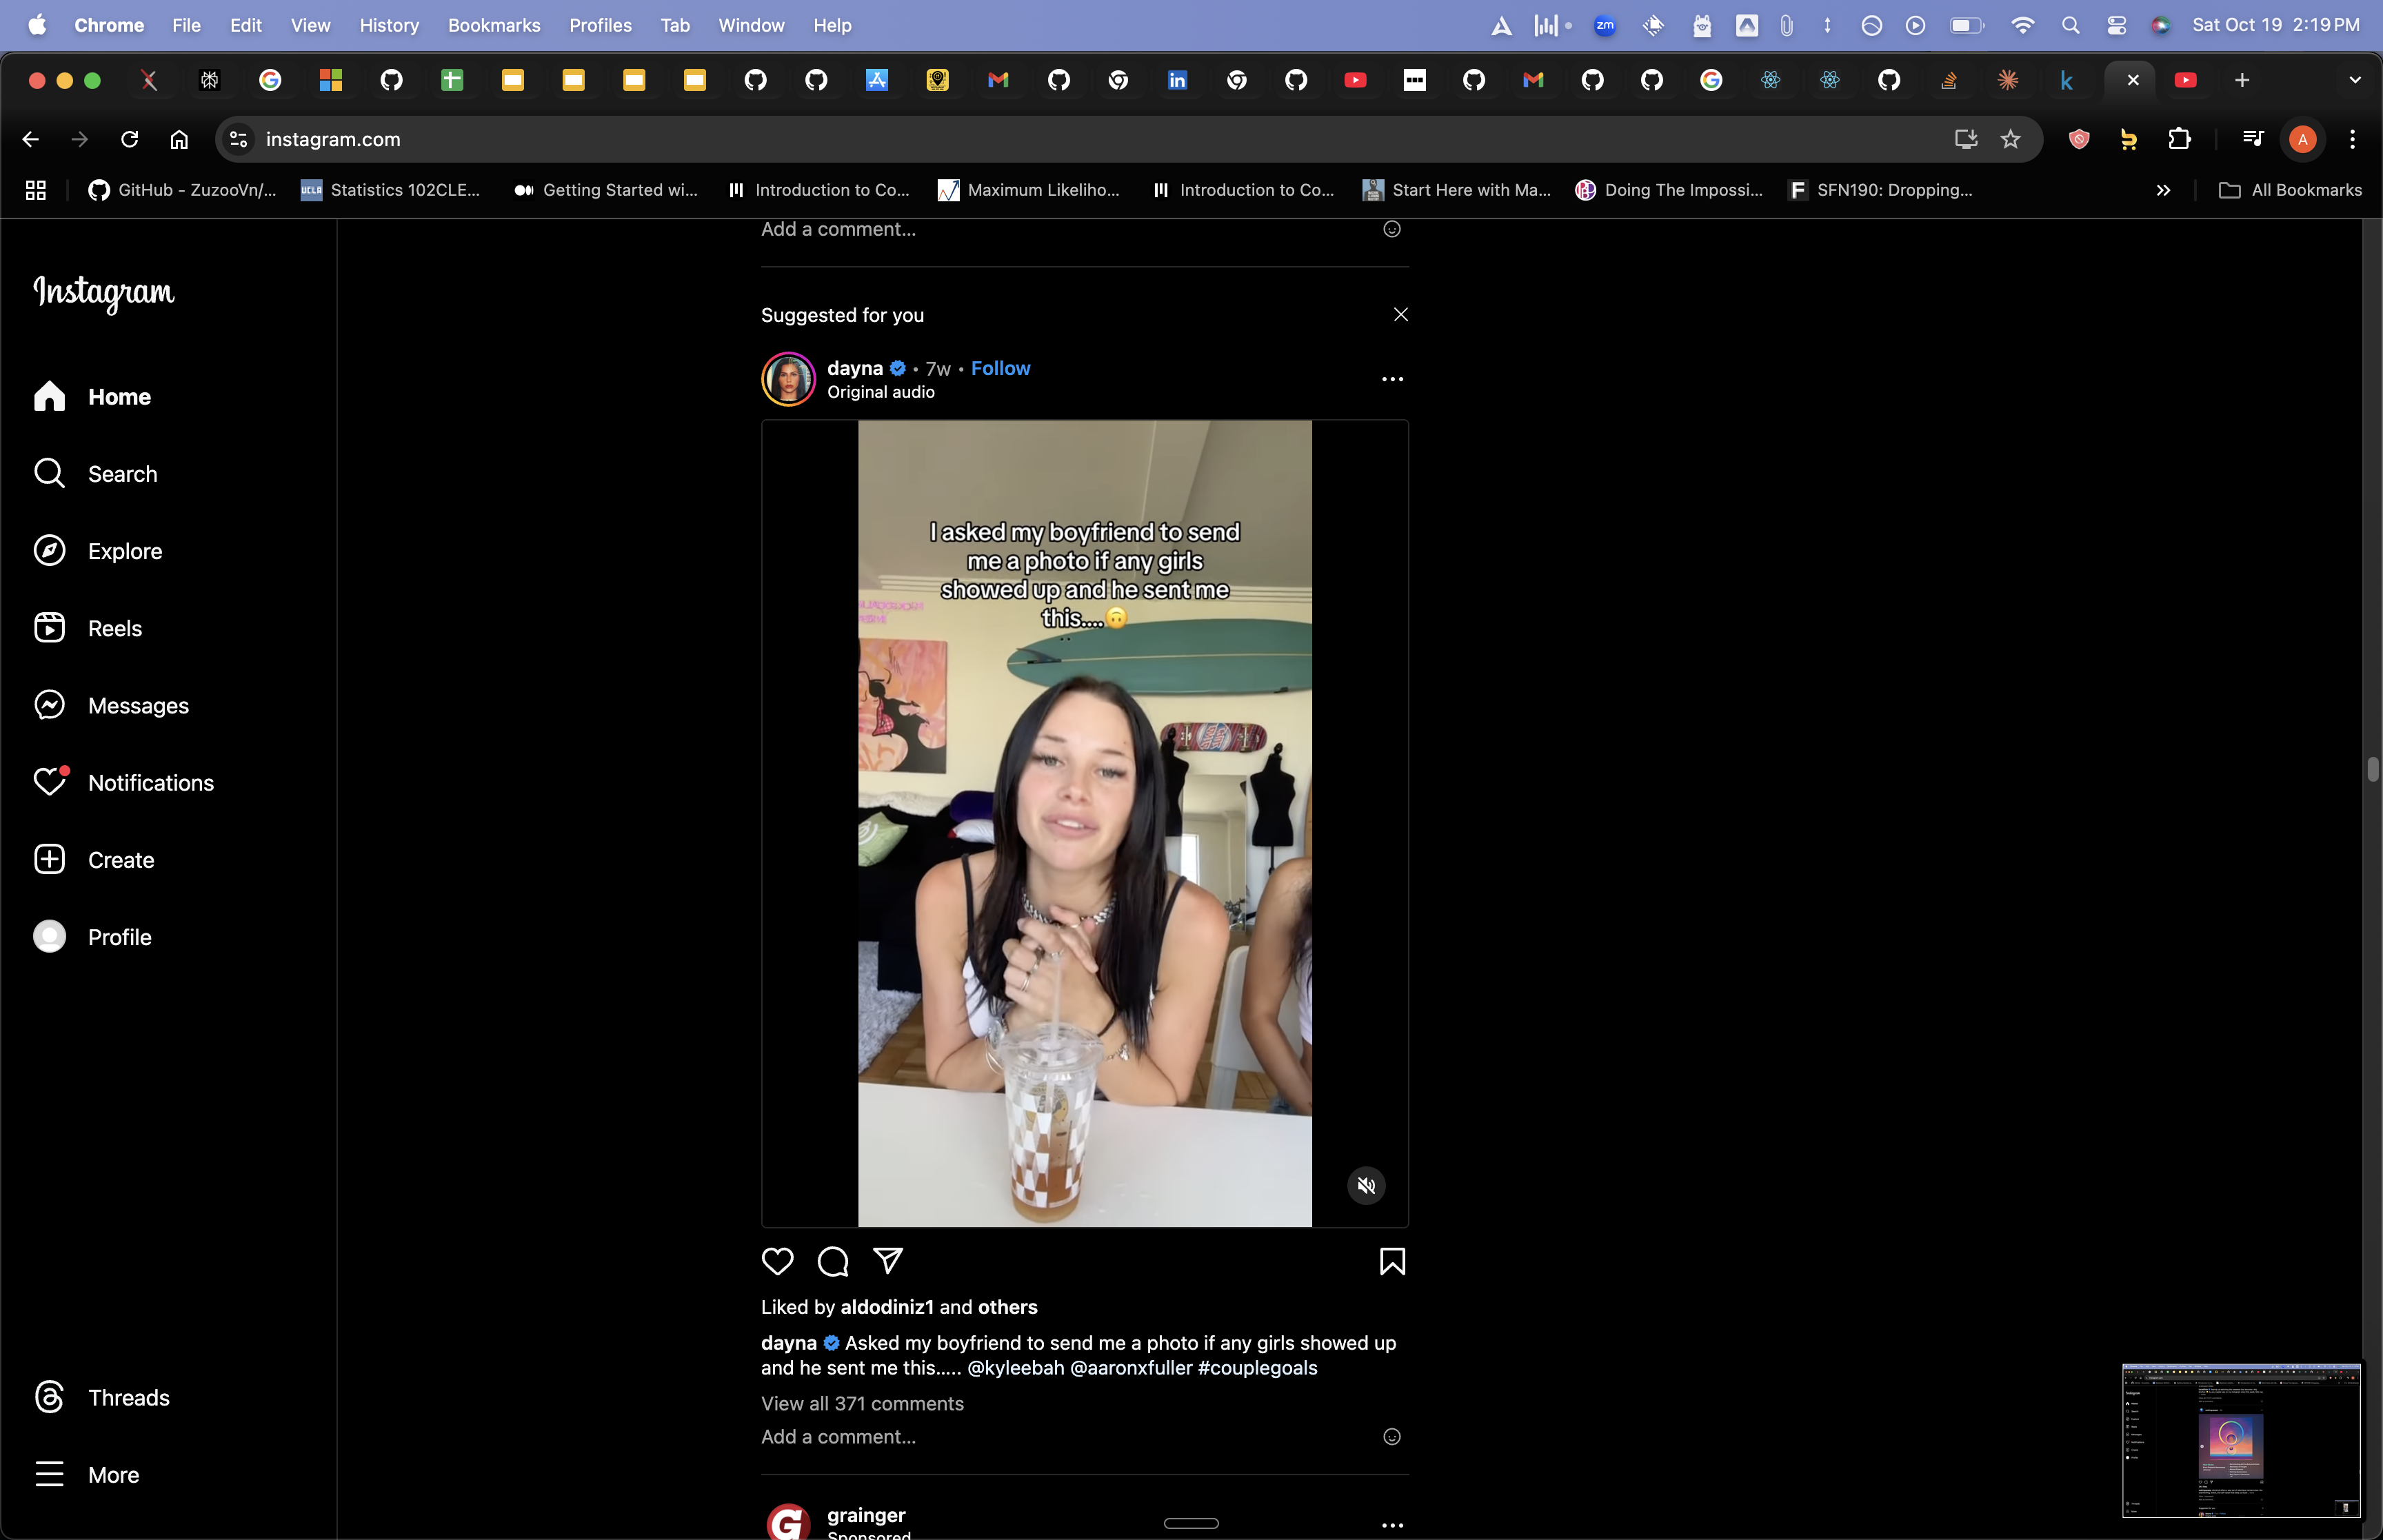 Chrome File Edit View History Bookmarks Profiles Tab Window Help
zm
Sat Oct 19 2:19 PM
instagram.com
A
GitHub - ZuzooVn/...
UCLA Statistics 102CLE...
Getting Started wi...
Introduction to Co...
Maximum Likeliho...
Introduction to Co...
Start Here with Ma...
Doing The Impossi...
SFN190: Dropping...
All Bookmarks
Instagram
Home
Search
Explore
Reels
Messages
Notifications
Create
Profile
Threads
More
Add a comment...
Suggested for you
dayna • 7w • Follow
Original audio
I asked my boyfriend to send
me a photo if any girls
showed up and he sent me
this....🙃
Liked by aldodiniz1 and others
dayna Asked my boyfriend to send me a photo if any girls showed up
and he sent me this..... @kyleebah @aaronxfuller #couplegoals
View all 371 comments
Add a comment...
grainger
Sponsored